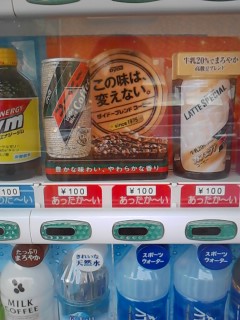 この味は、
変えない。
ダイドーブレンドコーヒー
SINCE 1975
豊かな味わい、やわらかな香り
牛乳20%でまろやか
LATTE SPECIAL
ENERGY
¥100
¥100
¥100
¥100
あったか〜い
あったか〜い
あったか〜い
たっぷり
まろやか
MILK
COFFEE
きれいな
天然水
スポーツ
ウォーター
スポーツ
ウォーター